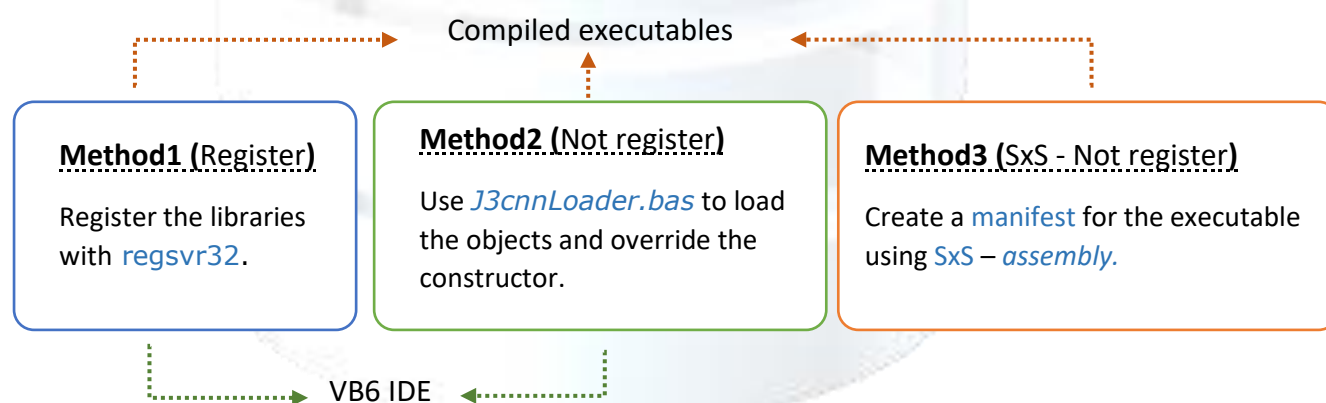 Compiled executables
Method1 (Register)
Register the libraries
with regsvr32.
Method2 (Not register)
Use J3cnnLoader.bas to load
the objects and override the
constructor.
Method3 (SxS - Not register)
Create a manifest for the executable
using SxS – assembly.
VB6 IDE